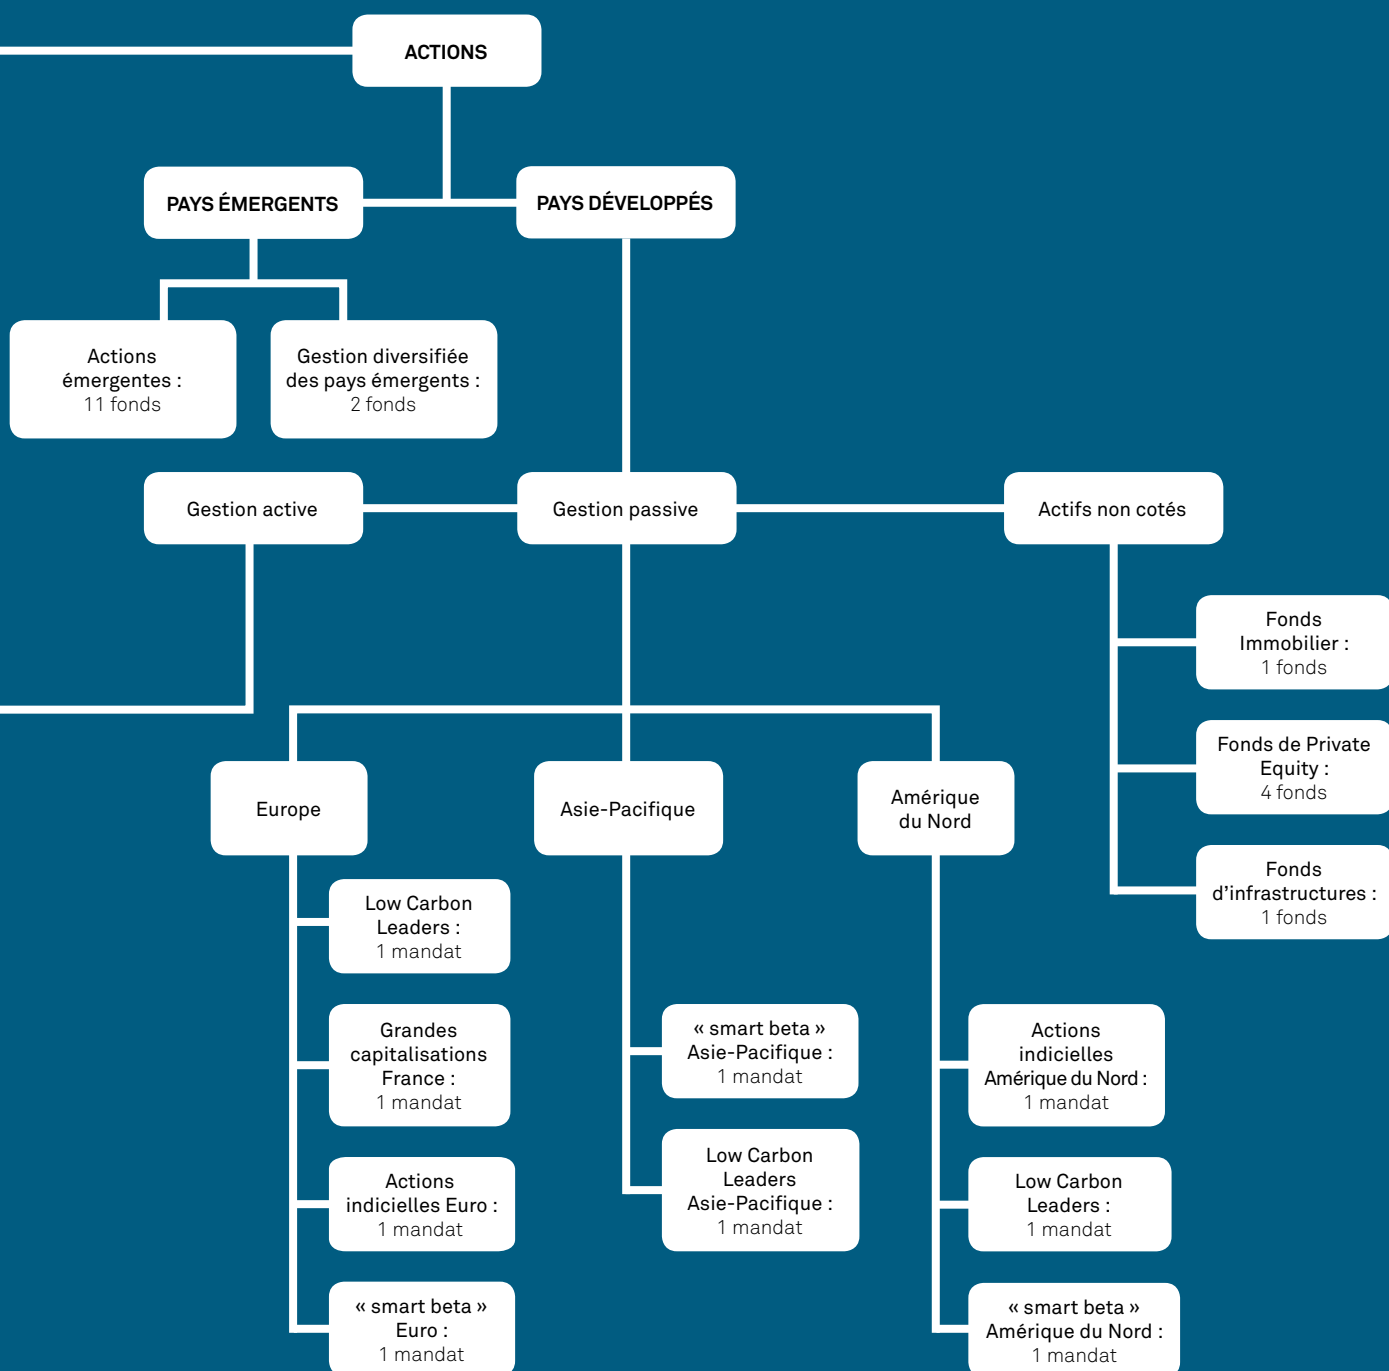 ACTIONS
PAYS ÉMERGENTS
PAYS DÉVELOPPÉS
Actions
émergentes :
11 fonds
Gestion diversifiée
des pays émergents :
2 fonds
Gestion active
Gestion passive
Actifs non cotés
Fonds
Immobilier :
1 fonds
Fonds de Private
Equity :
4 fonds
Fonds
d’infrastructures :
1 fonds
Europe
Asie-Pacifique
Amérique
du Nord
Low Carbon
Leaders :
1 mandat
Grandes
capitalisations
France :
1 mandat
Actions
indicielles Euro :
1 mandat
« smart beta »
Euro :
1 mandat
« smart beta »
Asie-Pacifique :
1 mandat
Low Carbon
Leaders
Asie-Pacifique :
1 mandat
Actions
indicielles
Amérique du Nord :
1 mandat
Low Carbon
Leaders :
1 mandat
« smart beta »
Amérique du Nord :
1 mandat